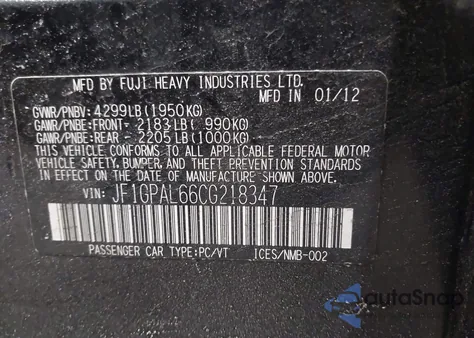 MFD BY FUJI HEAVY INDUSTRIES LTD.
MFD IN 01/12
GVWR/PNBV: 4299LB(1950KG)
GAWR/PNBE: FRONT- 2183LB( 990KG)
GAWR/PNBE: REAR- 2205LB(1000KG)
THIS VEHICLE CONFORMS TO ALL APPLICABLE FEDERAL MOTOR
VEHICLE SAFETY, BUMPER, AND THEFT PREVENTION STANDARDS
IN EFFECT ON THE DATE OF MANUFACTURE SHOWN ABOVE.
VIN: JF1GPAL66CG218347
PASSENGER CAR TYPE:PC/VT ICES/NMB-002
autoSnap